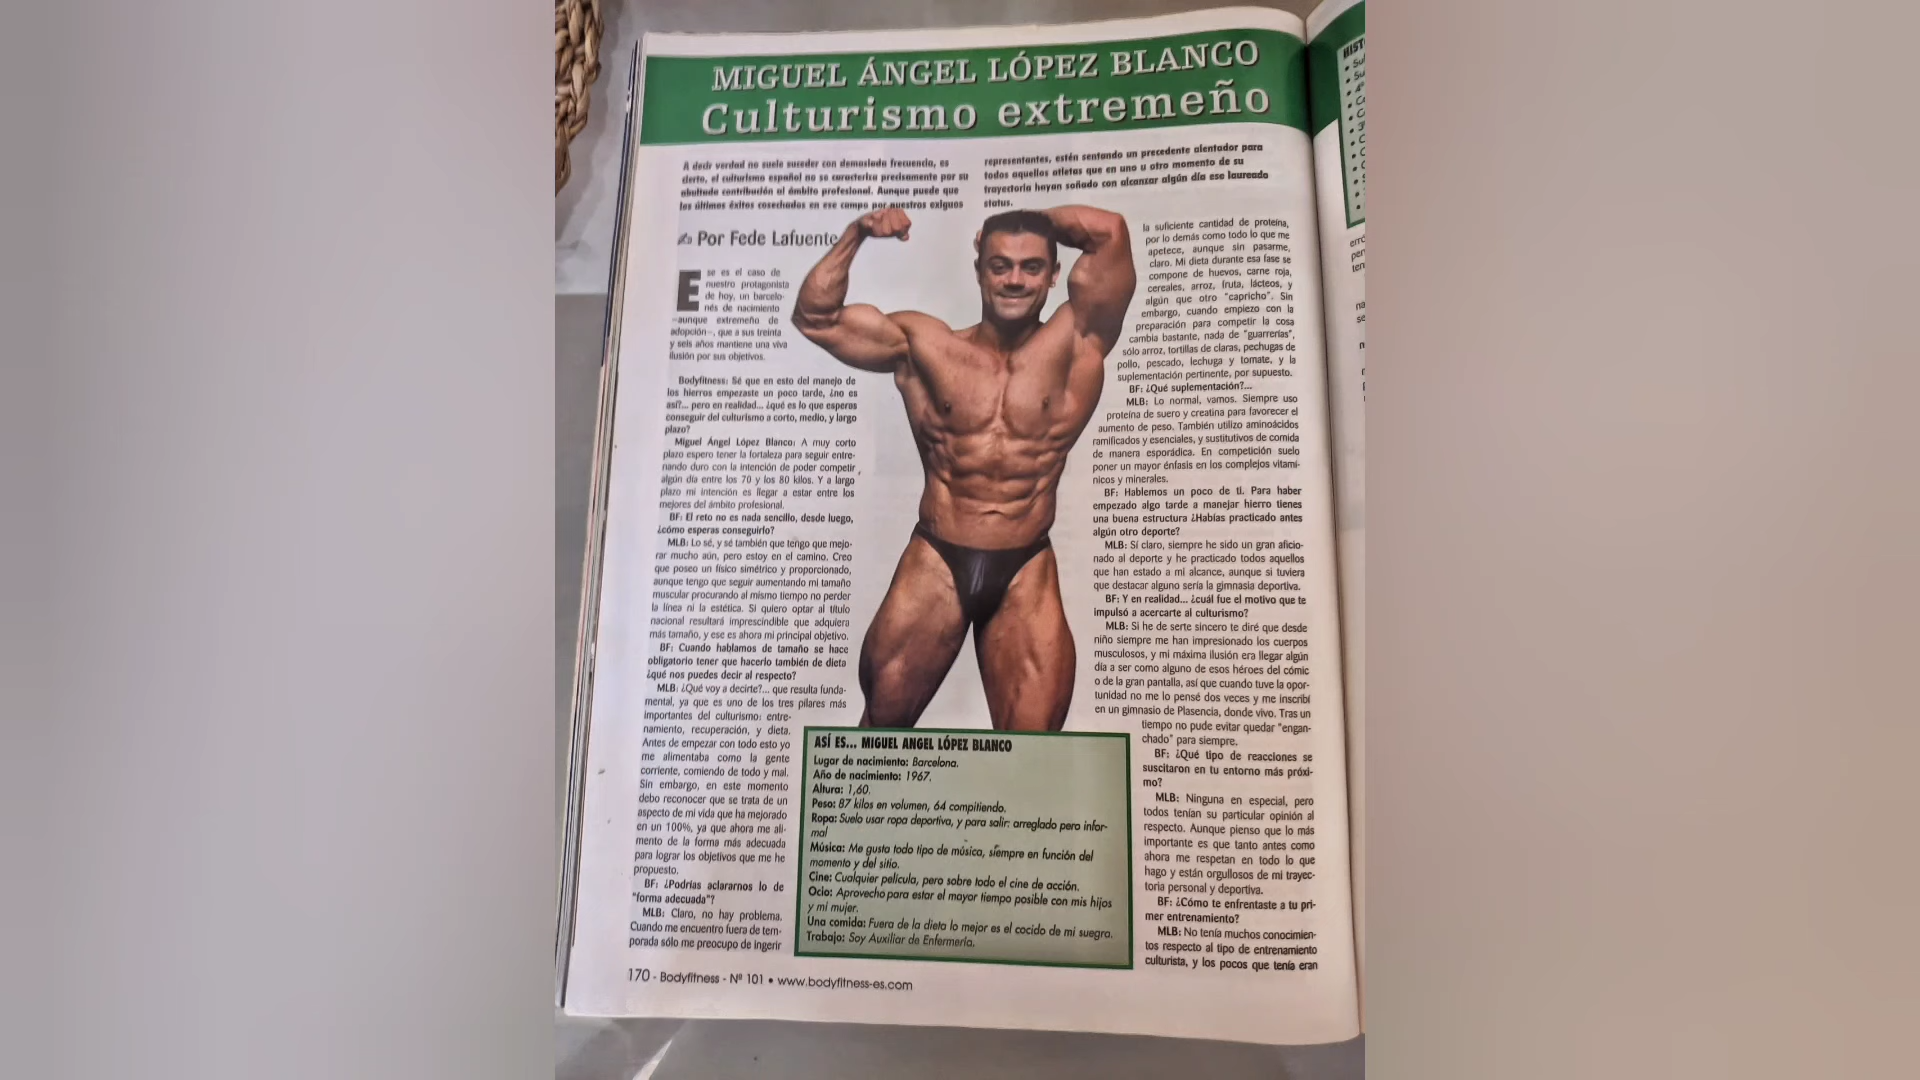 MIGUEL ÁNGEL LÓPEZ BLANCO
Culturismo extremeño
A decir verdad no suele suceder con demasiada frecuencia, es
cierto, el culturismo español no se caracteriza precisamente por su
abultada contribución al ámbito profesional. Aunque puede que
los últimos éxitos cosechados en ese campo por nuestros exiguos
representantes, estén sentando un precedente alentador para
todos aquellos atletas que en uno u otro momento de su
trayectoria hayan soñado con alcanzar algún día ese laureado
status.
Por Fede Lafuente
Ese es el caso de
nuestro protagonista
de hoy, un barcelo-
nés de nacimiento
-aunque extremeño de
adopción-, que a sus treinta
y seis años mantiene una viva
ilusión por sus objetivos.
Bodyfitness: Sé que en esto del manejo de
los hierros empezaste un poco tarde, ¿no es
así?... pero en realidad... ¿qué es lo que esperas
conseguir del culturismo a corto, medio, y largo
plazo?
Miguel Ángel López Blanco: A muy corto
plazo espero tener la fortaleza para seguir entre-
nando duro con la intención de poder competir
algún día entre los 70 y los 80 kilos. Y a largo
plazo mi intención es llegar a estar entre los
mejores del ámbito profesional.
BF: El reto no es nada sencillo, desde luego,
¿cómo esperas conseguirlo?
MLB: Lo sé, y sé también que tengo que mejo-
rar mucho aún, pero estoy en el camino. Creo
que poseo un físico simétrico y proporcionado,
aunque tengo que seguir aumentando mi tamaño
muscular procurando al mismo tiempo no perder
la línea ni la estética. Si quiero optar al título
nacional resultará imprescindible que adquiera
más tamaño, y ese es ahora mi principal objetivo.
BF: Cuando hablamos de tamaño se hace
obligatorio tener que hacerlo también de dieta
¿qué nos puedes decir al respecto?
MLB: ¿Qué voy a decirte?... que resulta funda-
mental, ya que es uno de los tres pilares más
importantes del culturismo: entre-
namiento, recuperación, y dieta.
Antes de empezar con todo esto yo
me alimentaba como la gente
corriente, comiendo de todo y mal.
Sin embargo, en este momento
debo reconocer que se trata de un
aspecto de mi vida que ha mejorado
en un 100%, ya que ahora me ali-
mento de la forma más adecuada
para lograr los objetivos que me he
propuesto.
BF: ¿Podrías aclararnos lo de
"forma adecuada"?
MLB: Claro, no hay problema.
Cuando me encuentro fuera de tem-
porada sólo me preocupo de ingerir
la suficiente cantidad de proteína,
por lo demás como todo lo que me
apetece, aunque sin pasarme,
claro. Mi dieta durante esa fase se
compone de huevos, carne roja,
cereales, arroz, fruta, lácteos, y
algún que otro "capricho". Sin
embargo, cuando empiezo con la
preparación para competir la cosa
cambia bastante, nada de "guarrerías",
sólo arroz, tortillas de claras, pechugas de
pollo, pescado, lechuga y tomate, y la
suplementación pertinente, por supuesto.
BF: ¿Qué suplementación?...
MLB: Lo normal, vamos. Siempre uso
proteína de suero y creatina para favorecer el
aumento de peso. También utilizo aminoácidos
ramificados y esenciales, y sustitutivos de comida
de manera esporádica. En competición suelo
poner un mayor énfasis en los complejos vitamí-
nicos y minerales.
BF: Hablemos un poco de ti. Para haber
empezado algo tarde a manejar hierro tienes
una buena estructura ¿Habías practicado antes
algún otro deporte?
MLB: Sí claro, siempre he sido un gran aficio-
nado al deporte y he practicado todos aquellos
que han estado a mi alcance, aunque si tuviera
que destacar alguno sería la gimnasia deportiva.
BF: Y en realidad... ¿cuál fue el motivo que te
impulsó a acercarte al culturismo?
MLB: Si he de serte sincero te diré que desde
niño siempre me han impresionado los cuerpos
musculosos, y mi máxima ilusión era llegar algún
día a ser como alguno de esos héroes del cómic
o de la gran pantalla, así que cuando tuve la opor-
tunidad no me lo pensé dos veces y me inscribí
en un gimnasio de Plasencia, donde vivo. Tras un
tiempo no pude evitar quedar "engan-
chado" para siempre.
BF: ¿Qué tipo de reacciones se
suscitaron en tu entorno más próxi-
mo?
MLB: Ninguna en especial, pero
todos tenían su particular opinión al
respecto. Aunque pienso que lo más
importante es que tanto antes como
ahora me respetan en todo lo que
hago y están orgullosos de mi trayec-
toria personal y deportiva.
BF: ¿Cómo te enfrentaste a tu pri-
mer entrenamiento?
MLB: No tenía muchos conocimien-
tos respecto al tipo de entrenamiento
culturista, y los pocos que tenía eran
ASÍ ES... MIGUEL ANGEL LÓPEZ BLANCO
Lugar de nacimiento: Barcelona.
Año de nacimiento: 1967.
Altura: 1,60.
Peso: 87 kilos en volumen, 64 compitiendo.
Ropa: Suelo usar ropa deportiva, y para salir: arreglado pero infor-
mal
Música: Me gusta todo tipo de música, siempre en función del
momento y del sitio.
Cine: Cualquier película, pero sobre todo el cine de acción.
Ocio: Aprovecho para estar el mayor tiempo posible con mis hijos
y mi mujer.
Una comida: Fuera de la dieta lo mejor es el cocido de mi suegra.
Trabajo: Soy Auxiliar de Enfermería.
170 - Bodyfitness - Nº 101 • www.bodyfitness-es.com